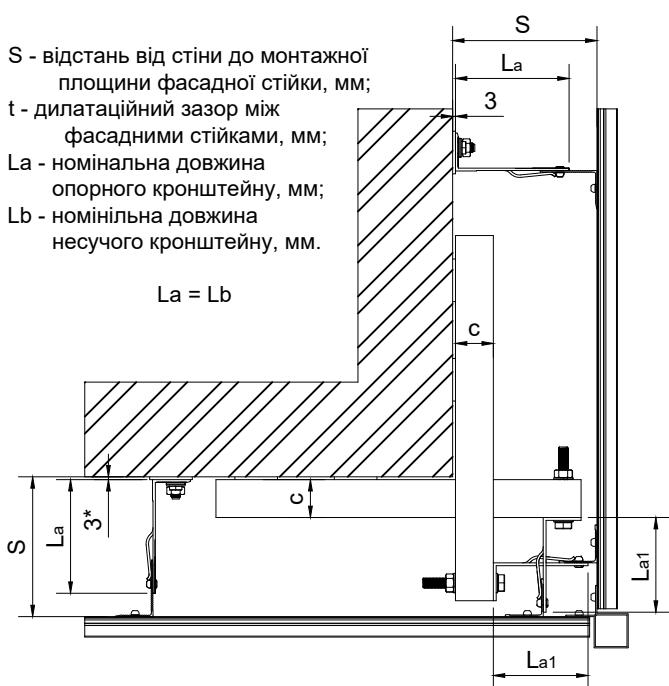 S - відстань від стіни до монтажної
площини фасадної стійки, мм;
t - дилатаційний зазор між
фасадними стійками, мм;
La - номінальна довжина
опорного кронштейну, мм;
Lb - номінільна довжина
несучого кронштейну, мм.
La = Lb
S
La
3
c
c
3*
La
S
La1
La1